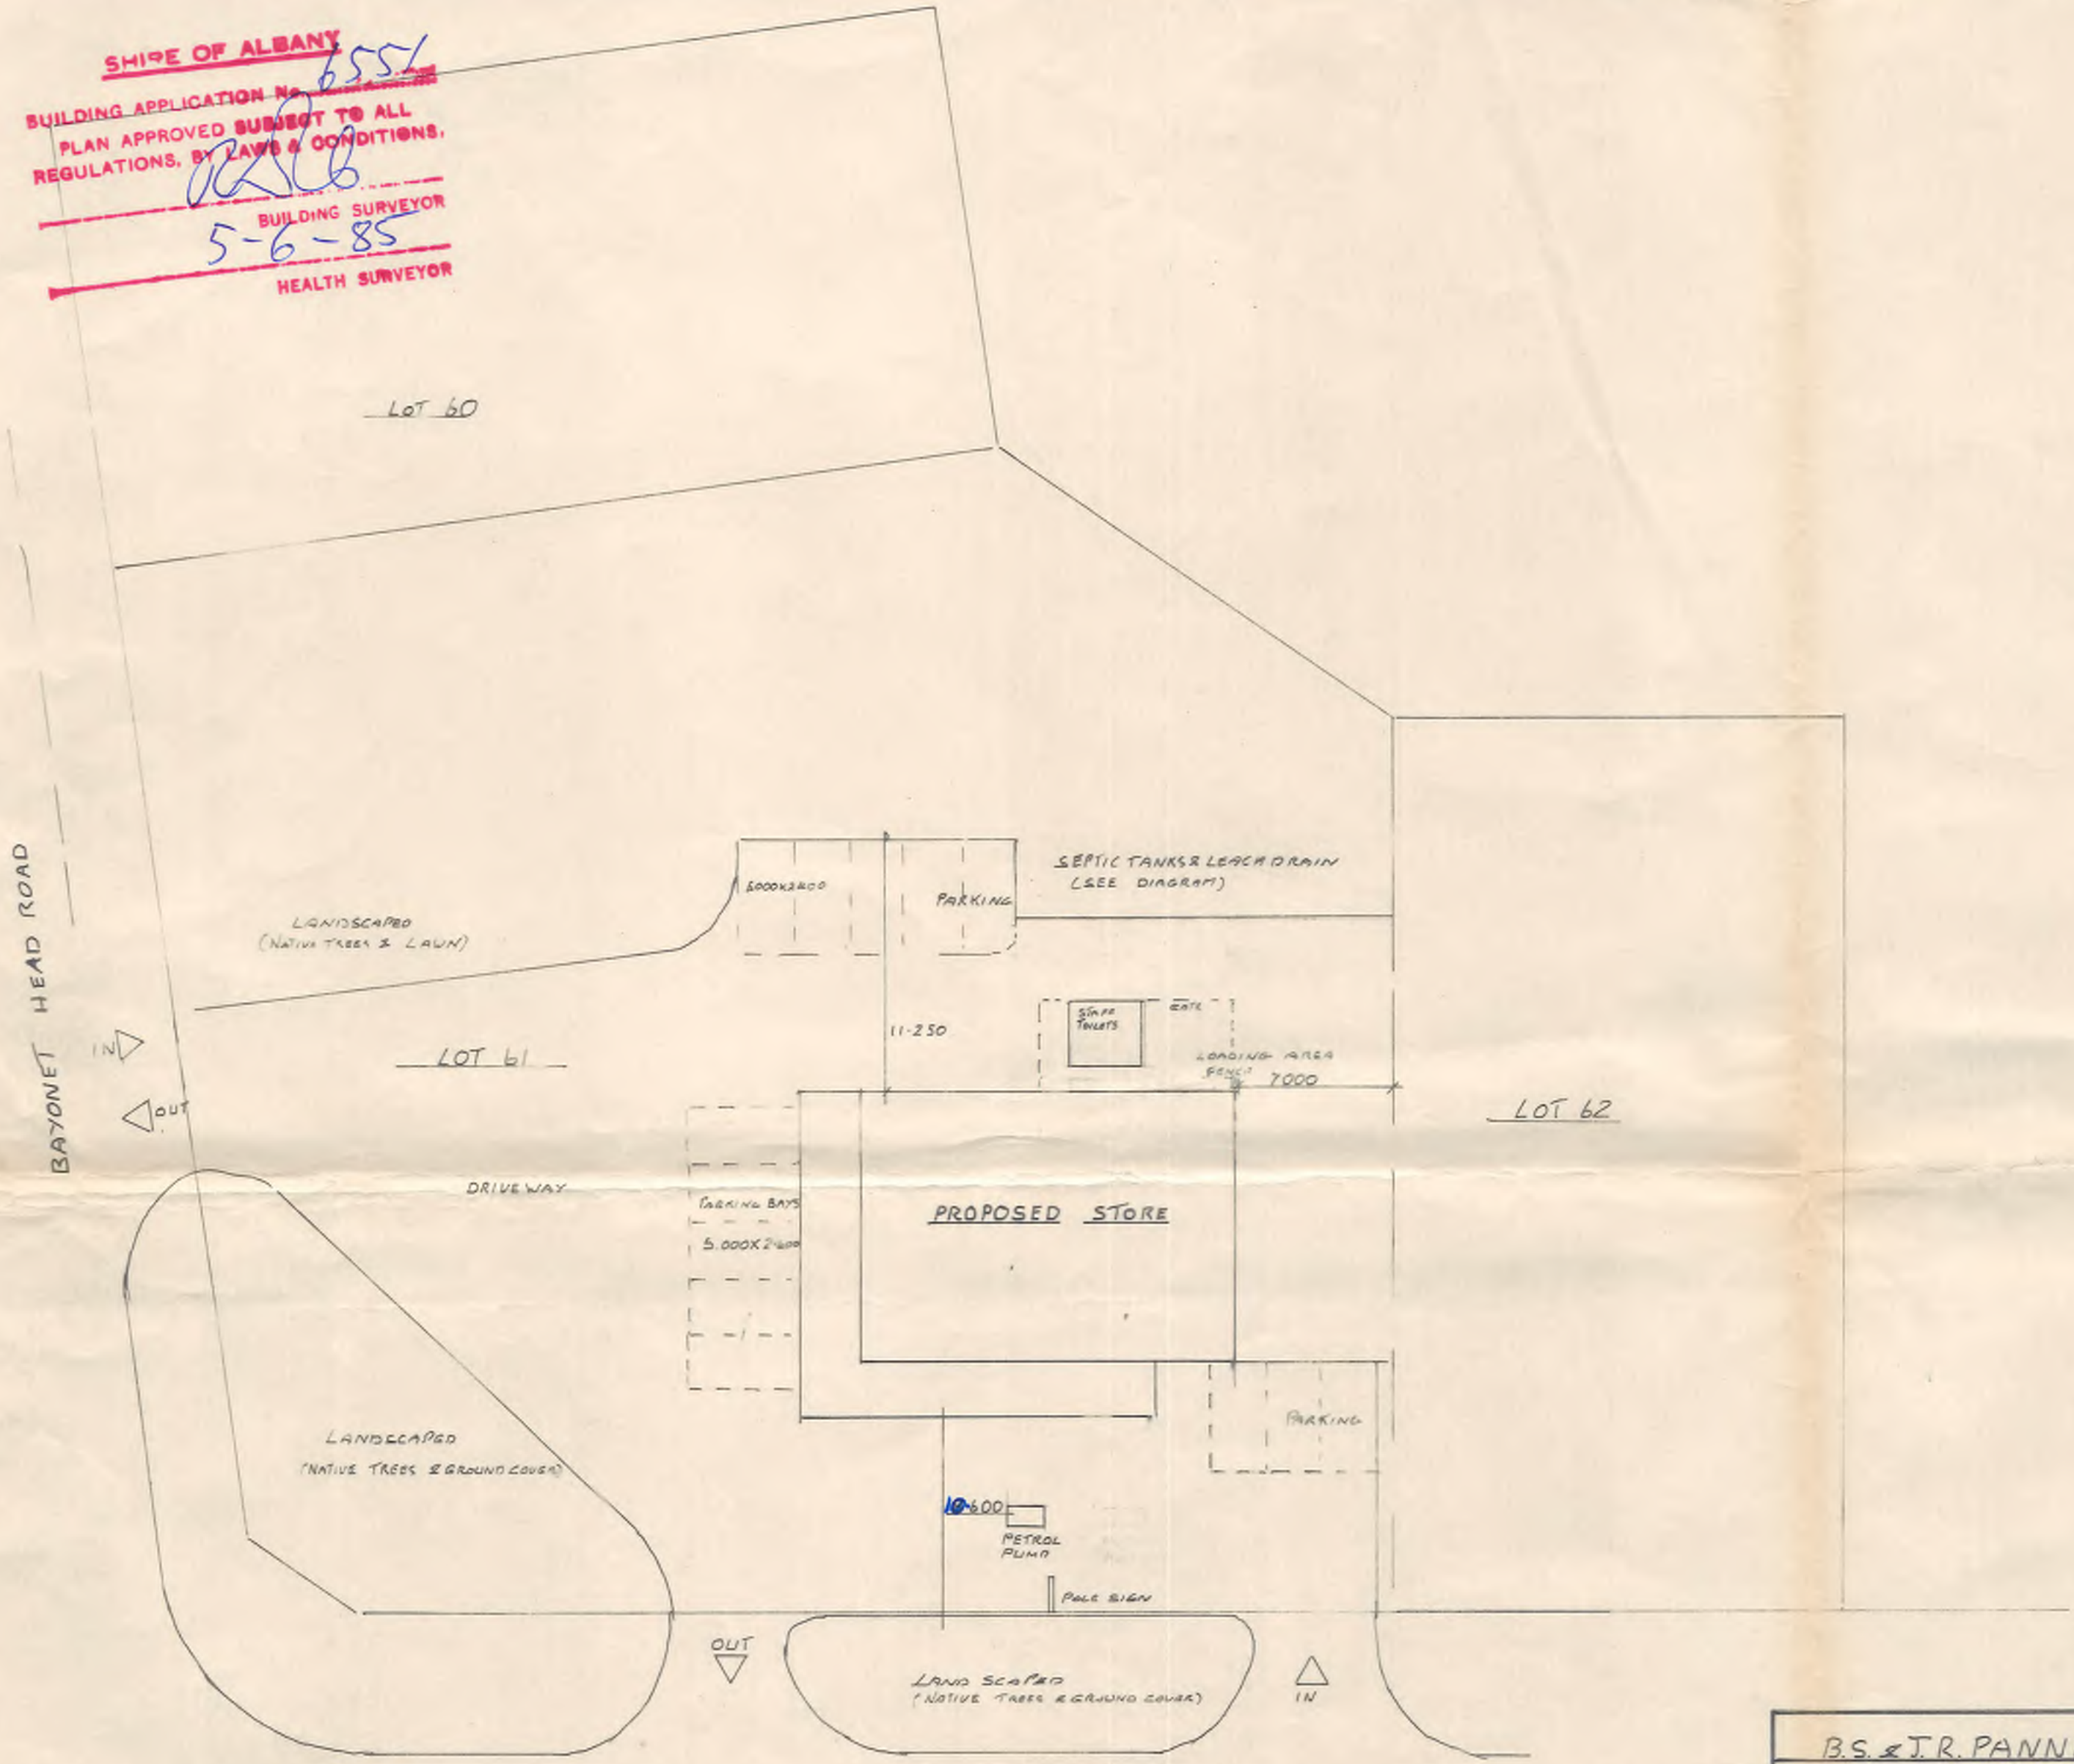 SHIRE OF ALBANY
BUILDING APPLICATION No 6551
PLAN APPROVED SUBJECT TO ALL
REGULATIONS, BY LAWS & CONDITIONS,
BUILDING SURVEYOR
5-6-85
HEALTH SURVEYOR
LOT 60
BAYONET HEAD ROAD
LANDSCAPED
(NATIVE TREES & LAWN)
5000X2600
PARKING
SEPTIC TANKS & LEACH DRAIN
(SEE DIAGRAM)
IN
OUT
LOT 61
11-250
STAFF
TOILETS
GATE
LOADING AREA
FENCE
7000
LOT 62
DRIVEWAY
PARKING BAYS
5.000X2.600
PROPOSED STORE
LANDSCAPED
(NATIVE TREES & GROUND COVER)
PARKING
10-600
PETROL
PUMP
POLE SIGN
OUT
LAND SCAPED
(NATIVE TREES & GROUND COVER)
IN
B.S. & J.R. PANN